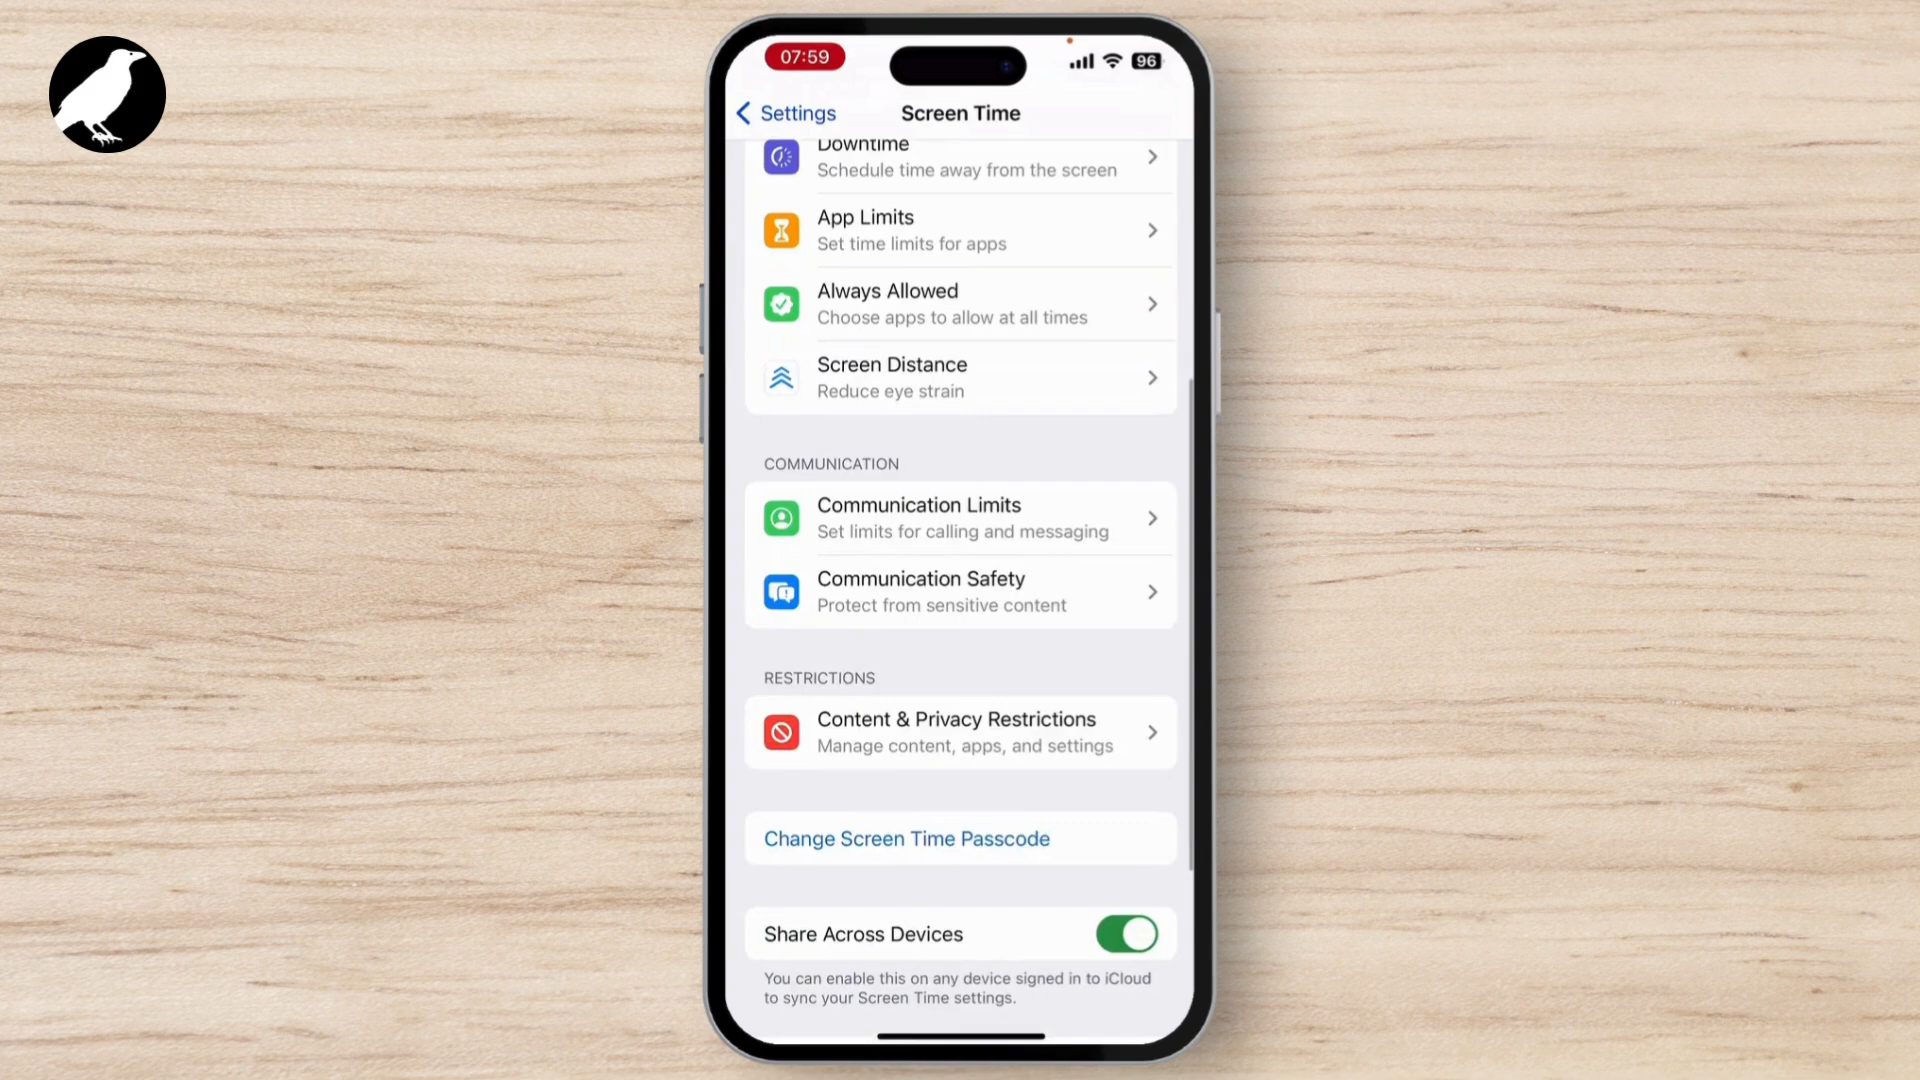 07:59
96
Settings
Screen Time
Downtime
Schedule time away from the screen
App Limits
Set time limits for apps
Always Allowed
Choose apps to allow at all times
Screen Distance
Reduce eye strain
COMMUNICATION
Communication Limits
Set limits for calling and messaging
Communication Safety
Protect from sensitive content
RESTRICTIONS
Content & Privacy Restrictions
Manage content, apps, and settings
Change Screen Time Passcode
Share Across Devices
You can enable this on any device signed in to iCloud
to sync your Screen Time settings.